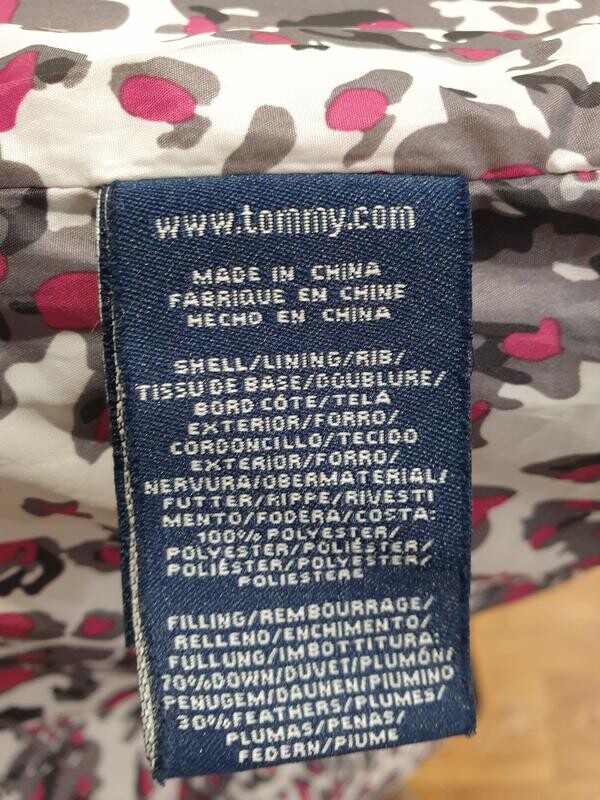 www.tommy.com
MADE IN CHINA
FABRIQUE EN CHINE
HECHO EN CHINA
SHELL/LINING/RIB/
TISSU DE BASE/DOUBLURE/
BORD CÔTE/TELA
EXTERIOR/FORRO/
CORDONCILLO/TECIDO
EXTERIOR/FORRO/
NERVURA/OBERMATERIAL/
FUTTER/RIPPE/RIVESTI
MENTO/FODERA/COSTA:
100% POLYESTER/
POLYESTER/POLIÉSTER/
POLIÉSTER/POLYESTER/
POLIESTERE
FILLING/REMBOURRAGE/
RELLENO/ENCHIMENTO/
FULLUNG/IMBOTTITURA:
70%DOWN/DUVET/PLUMÓN/
PENUGEM/DAUNEN/PIUMINO
30%FEATHERS/PLUMES/
PLUMAS/PENAS/
FEDERN/PIUME